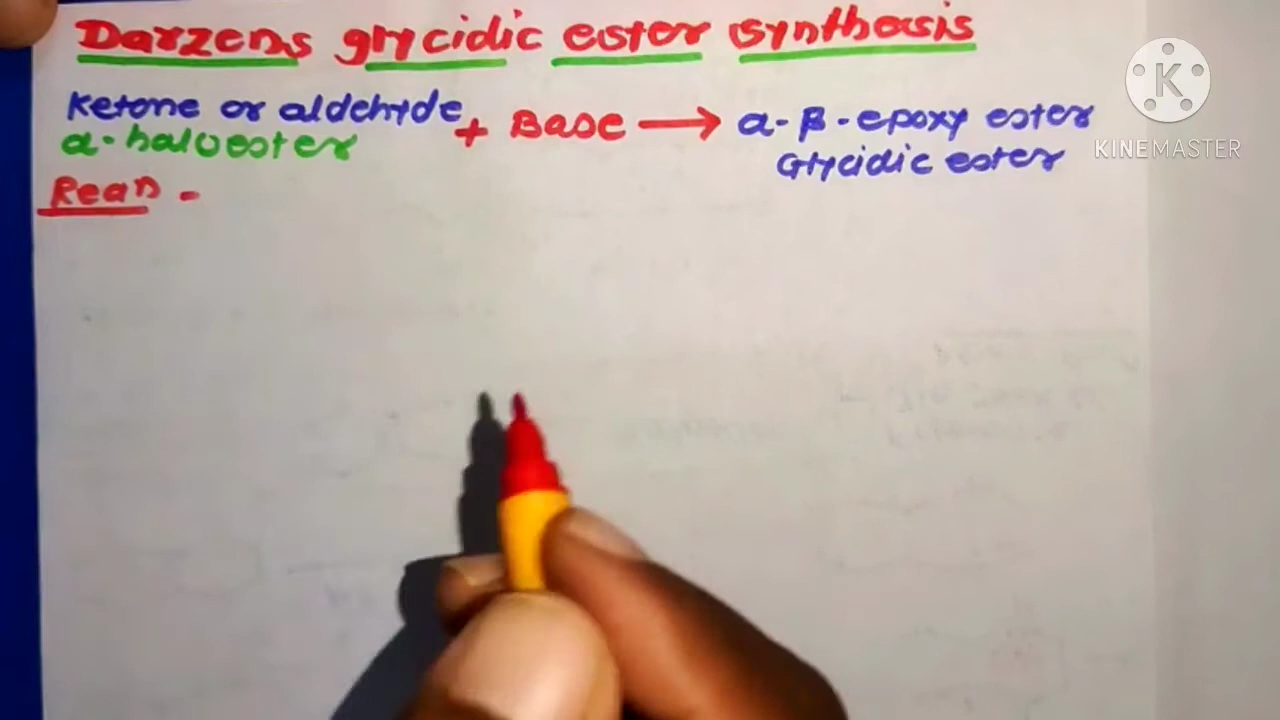 Darzens glycidic ester synthesis
Ketone or aldehyde + Base → α-β-epoxy ester
α-haloester
Glycidic ester
Rean -
K
KINEMASTER